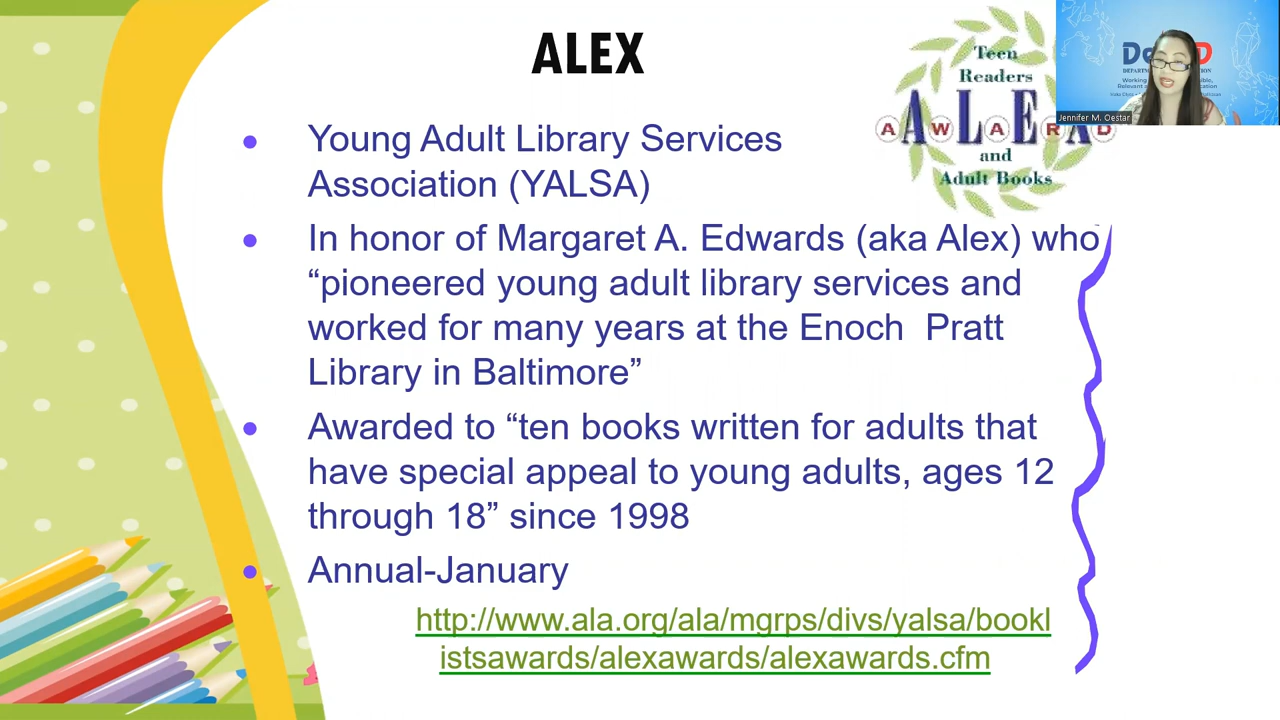 ALEX
Teen
Readers
ALEX
AWARD
and
Adult Books
DEPARTMENT OF EDUCATION
Jennifer M. Oestar
Young Adult Library Services
Association (YALSA)
In honor of Margaret A. Edwards (aka Alex) who
“pioneered young adult library services and
worked for many years at the Enoch Pratt
Library in Baltimore”
Awarded to “ten books written for adults that
have special appeal to young adults, ages 12
through 18” since 1998
Annual-January
http://www.ala.org/ala/mgrps/divs/yalsa/bookl
istsawards/alexawards/alexawards.cfm